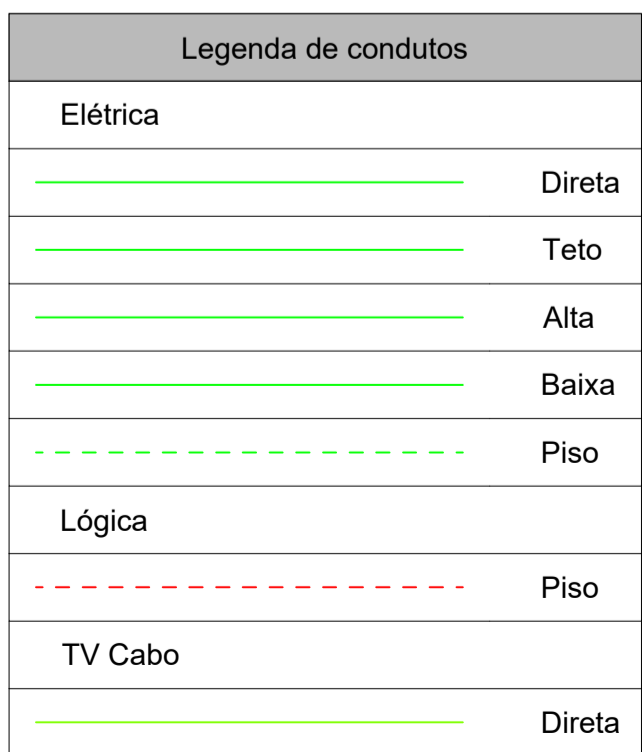 Legenda de condutos
Elétrica
Direta
Teto
Alta
Baixa
Piso
Lógica
Piso
TV Cabo
Direta